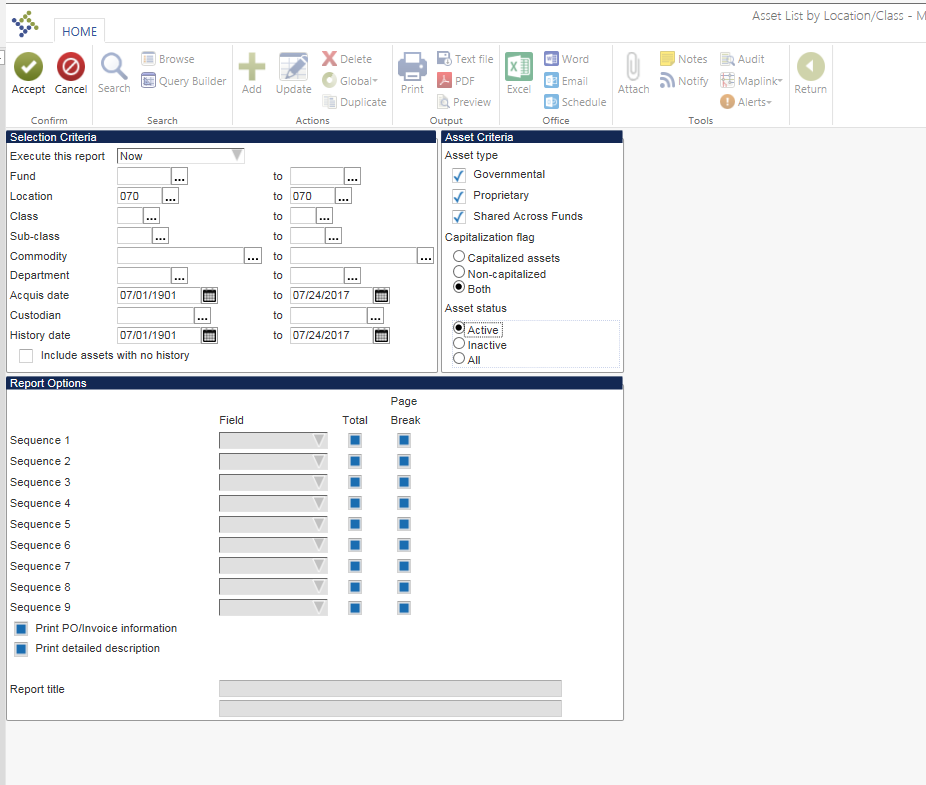 Asset List by Location/Class - M
HOME
Accept
Cancel
Confirm
Search
Browse
Query Builder
Search
Add
Update
Delete
Global
Duplicate
Actions
Print
Text file
PDF
Preview
Output
Excel
Word
Email
Schedule
Office
Attach
Notes
Notify
Audit
Maplink
Alerts
Tools
Return
Selection Criteria
Execute this report Now
Fund ... to ...
Location 070 ... to 070 ...
Class ... to ...
Sub-class ... to ...
Commodity ... to ...
Department ... to ...
Acquis date 07/01/1901 to 07/24/2017
Custodian ... to ...
History date 07/01/1901 to 07/24/2017
Include assets with no history
Asset Criteria
Asset type
Governmental
Proprietary
Shared Across Funds
Capitalization flag
Capitalized assets
Non-capitalized
Both
Asset status
Active
Inactive
All
Report Options
Page
Field Total Break
Sequence 1
Sequence 2
Sequence 3
Sequence 4
Sequence 5
Sequence 6
Sequence 7
Sequence 8
Sequence 9
Print PO/Invoice information
Print detailed description
Report title